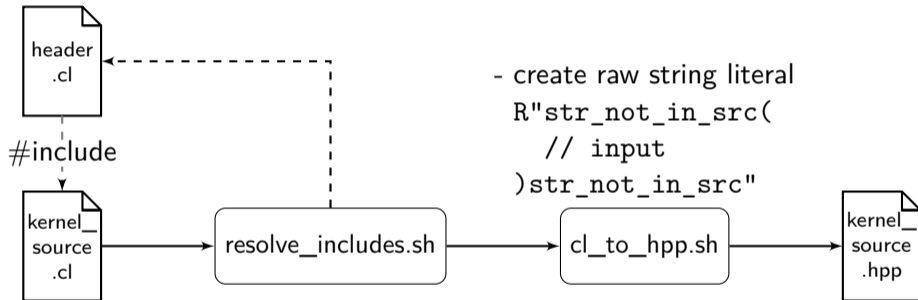 header
.cl
#include
kernel_
source
.cl
resolve_includes.sh
- create raw string literal
R"str_not_in_src(
// input
)str_not_in_src"
cl_to_hpp.sh
kernel_
source
.hpp